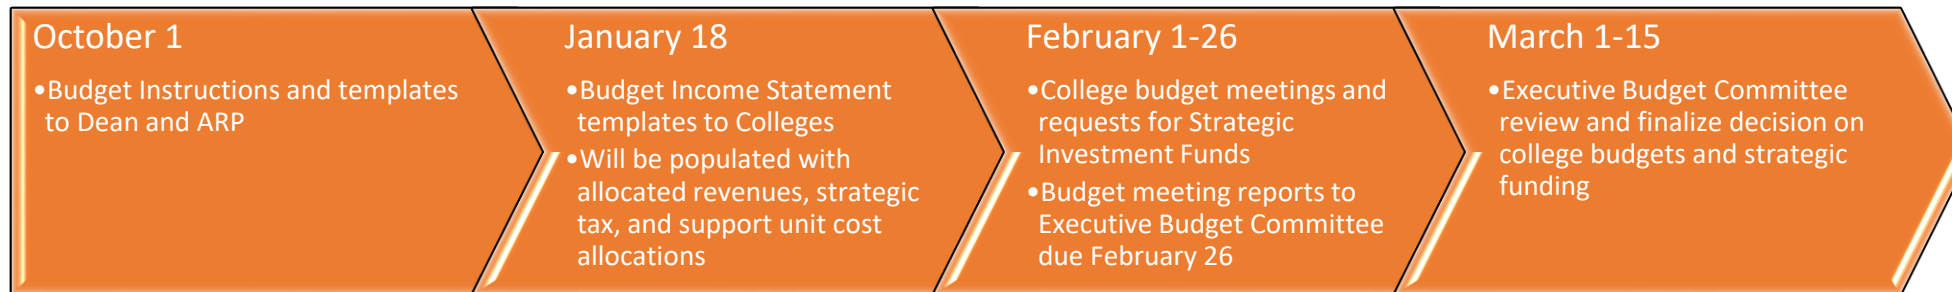 October 1
•Budget Instructions and templates
to Dean and ARP
January 18
•Budget Income Statement
templates to Colleges
•Will be populated with
allocated revenues, strategic
tax, and support unit cost
allocations
February 1-26
•College budget meetings and
requests for Strategic
Investment Funds
•Budget meeting reports to
Executive Budget Committee
due February 26
March 1-15
•Executive Budget Committee
review and finalize decision on
college budgets and strategic
funding